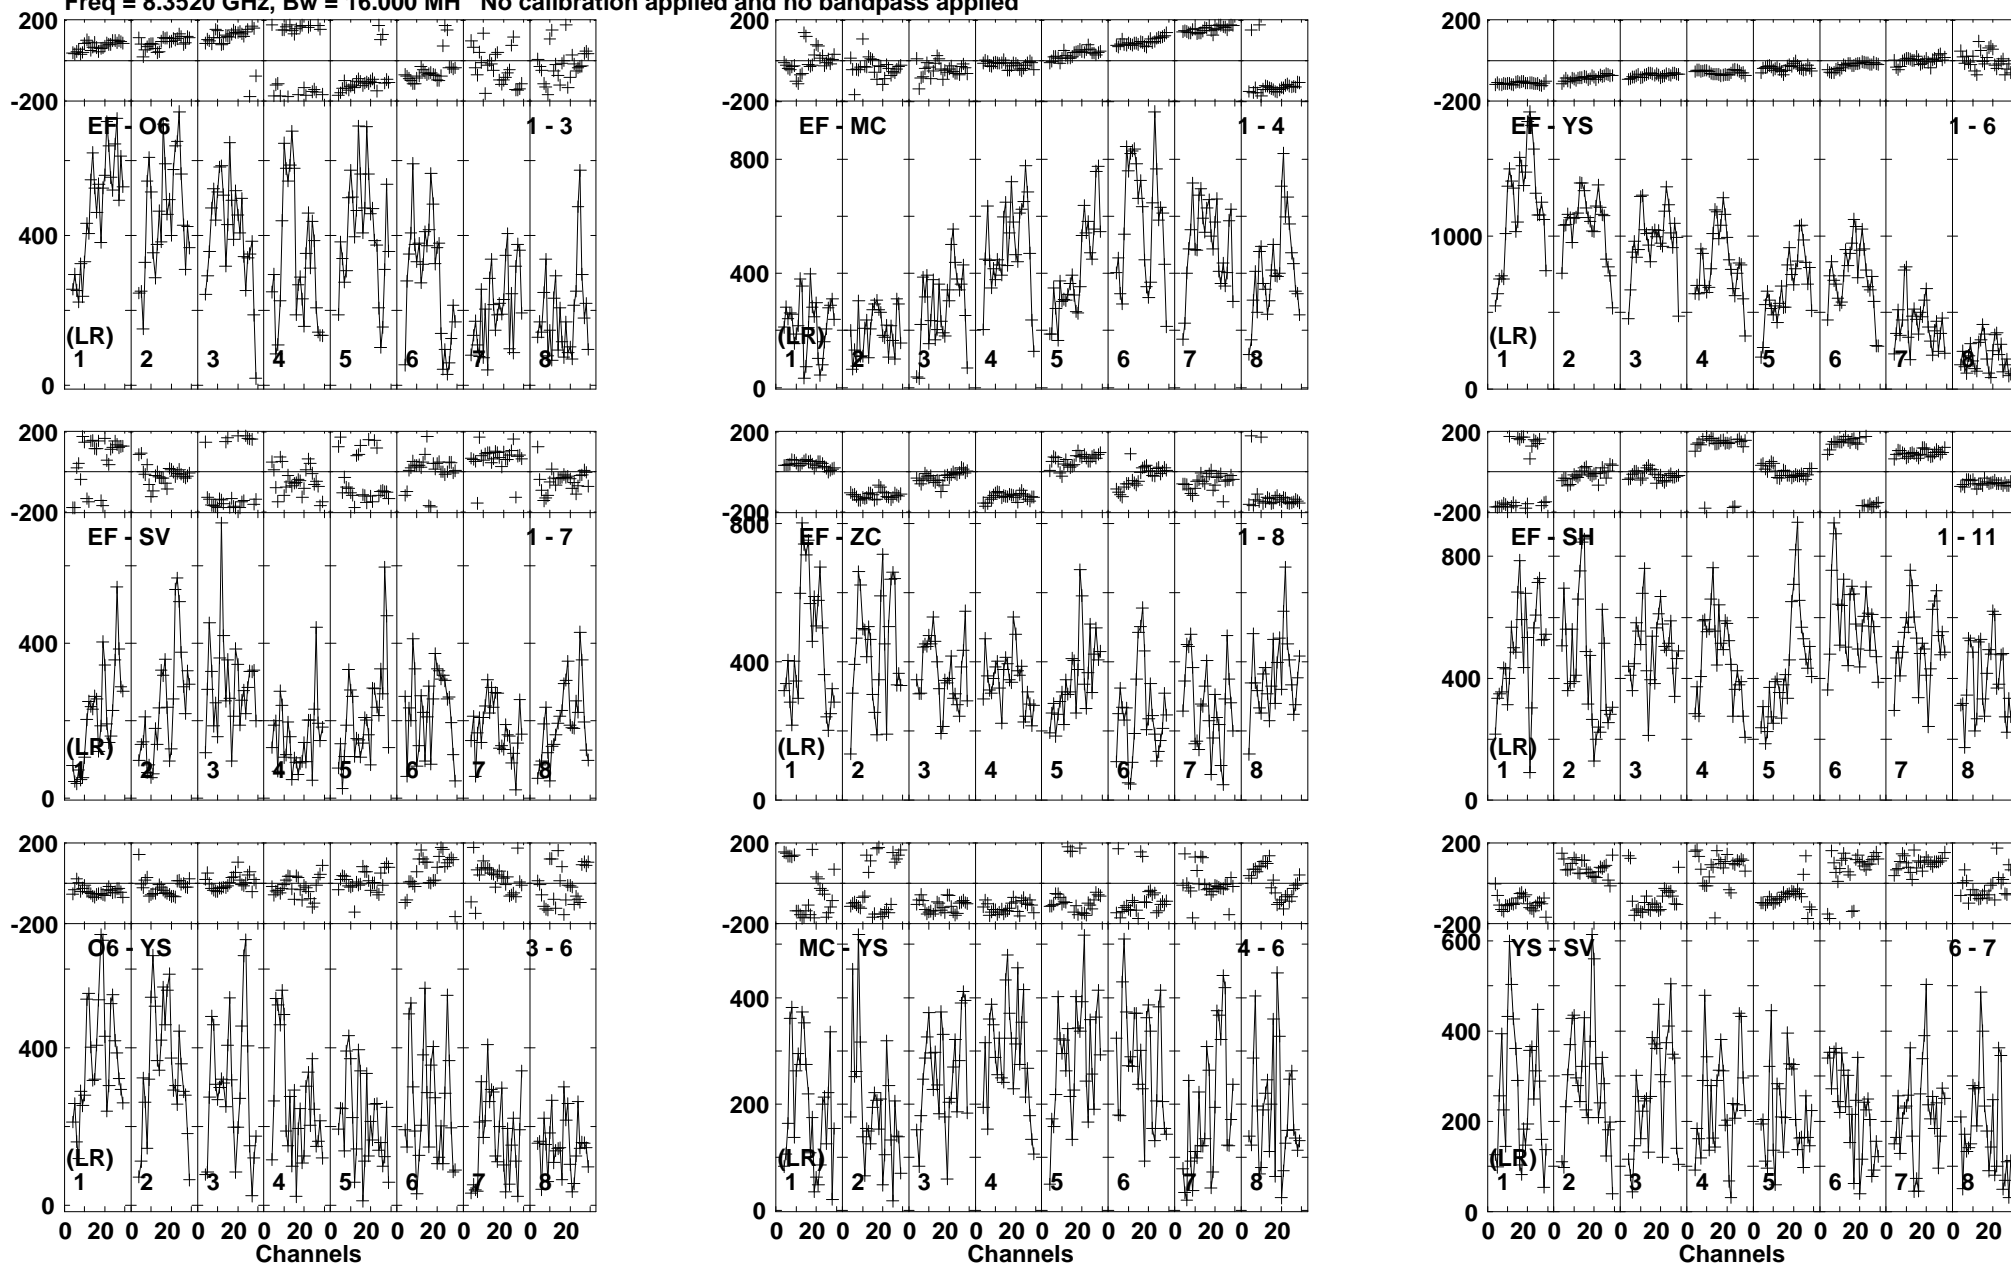 Freq = 8.3520 GHz, Bw = 16.000 MH No calibration applied and no bandpass applied
200 200 200
-200 -200 -200
EF - O6 1 - 3 EF - MC 1 - 4 EF - YS 1 - 6
800
400 400 1000
(LR) (LR) (LR)
1 2 3 4 5 6 7 8 1 2 3 4 5 6 7 8 1 2 3 4 5 6 7 8
0 0 0
200 200 200
-200 -200 -200
800
EF - SV 1 - 7 EF - ZC 1 - 8 EF - SH 1 - 11
800
400 400 400
(LR) (LR) (LR)
1 2 3 4 5 6 7 8 1 2 3 4 5 6 7 8 1 2 3 4 5 6 7 8
0 0 0
200 200 200
-200 -200 -200
600
O6 - YS 3 - 6 MC - YS 4 - 6 YS - SV 6 - 7
400 400 400
200 200
(LR) (LR) (LR)
1 2 3 4 5 6 7 8 1 2 3 4 5 6 7 8 1 2 3 4 5 6 7 8
0 0 0
0 20 0 20 0 20 0 20 0 20 0 20 0 20 0 20 0 20 0 20 0 20 0 20 0 20 0 20 0 20 0 20 0 20 0 20 0 20 0 20 0 20 0 20 0 20 0 20
Channels Channels Channels